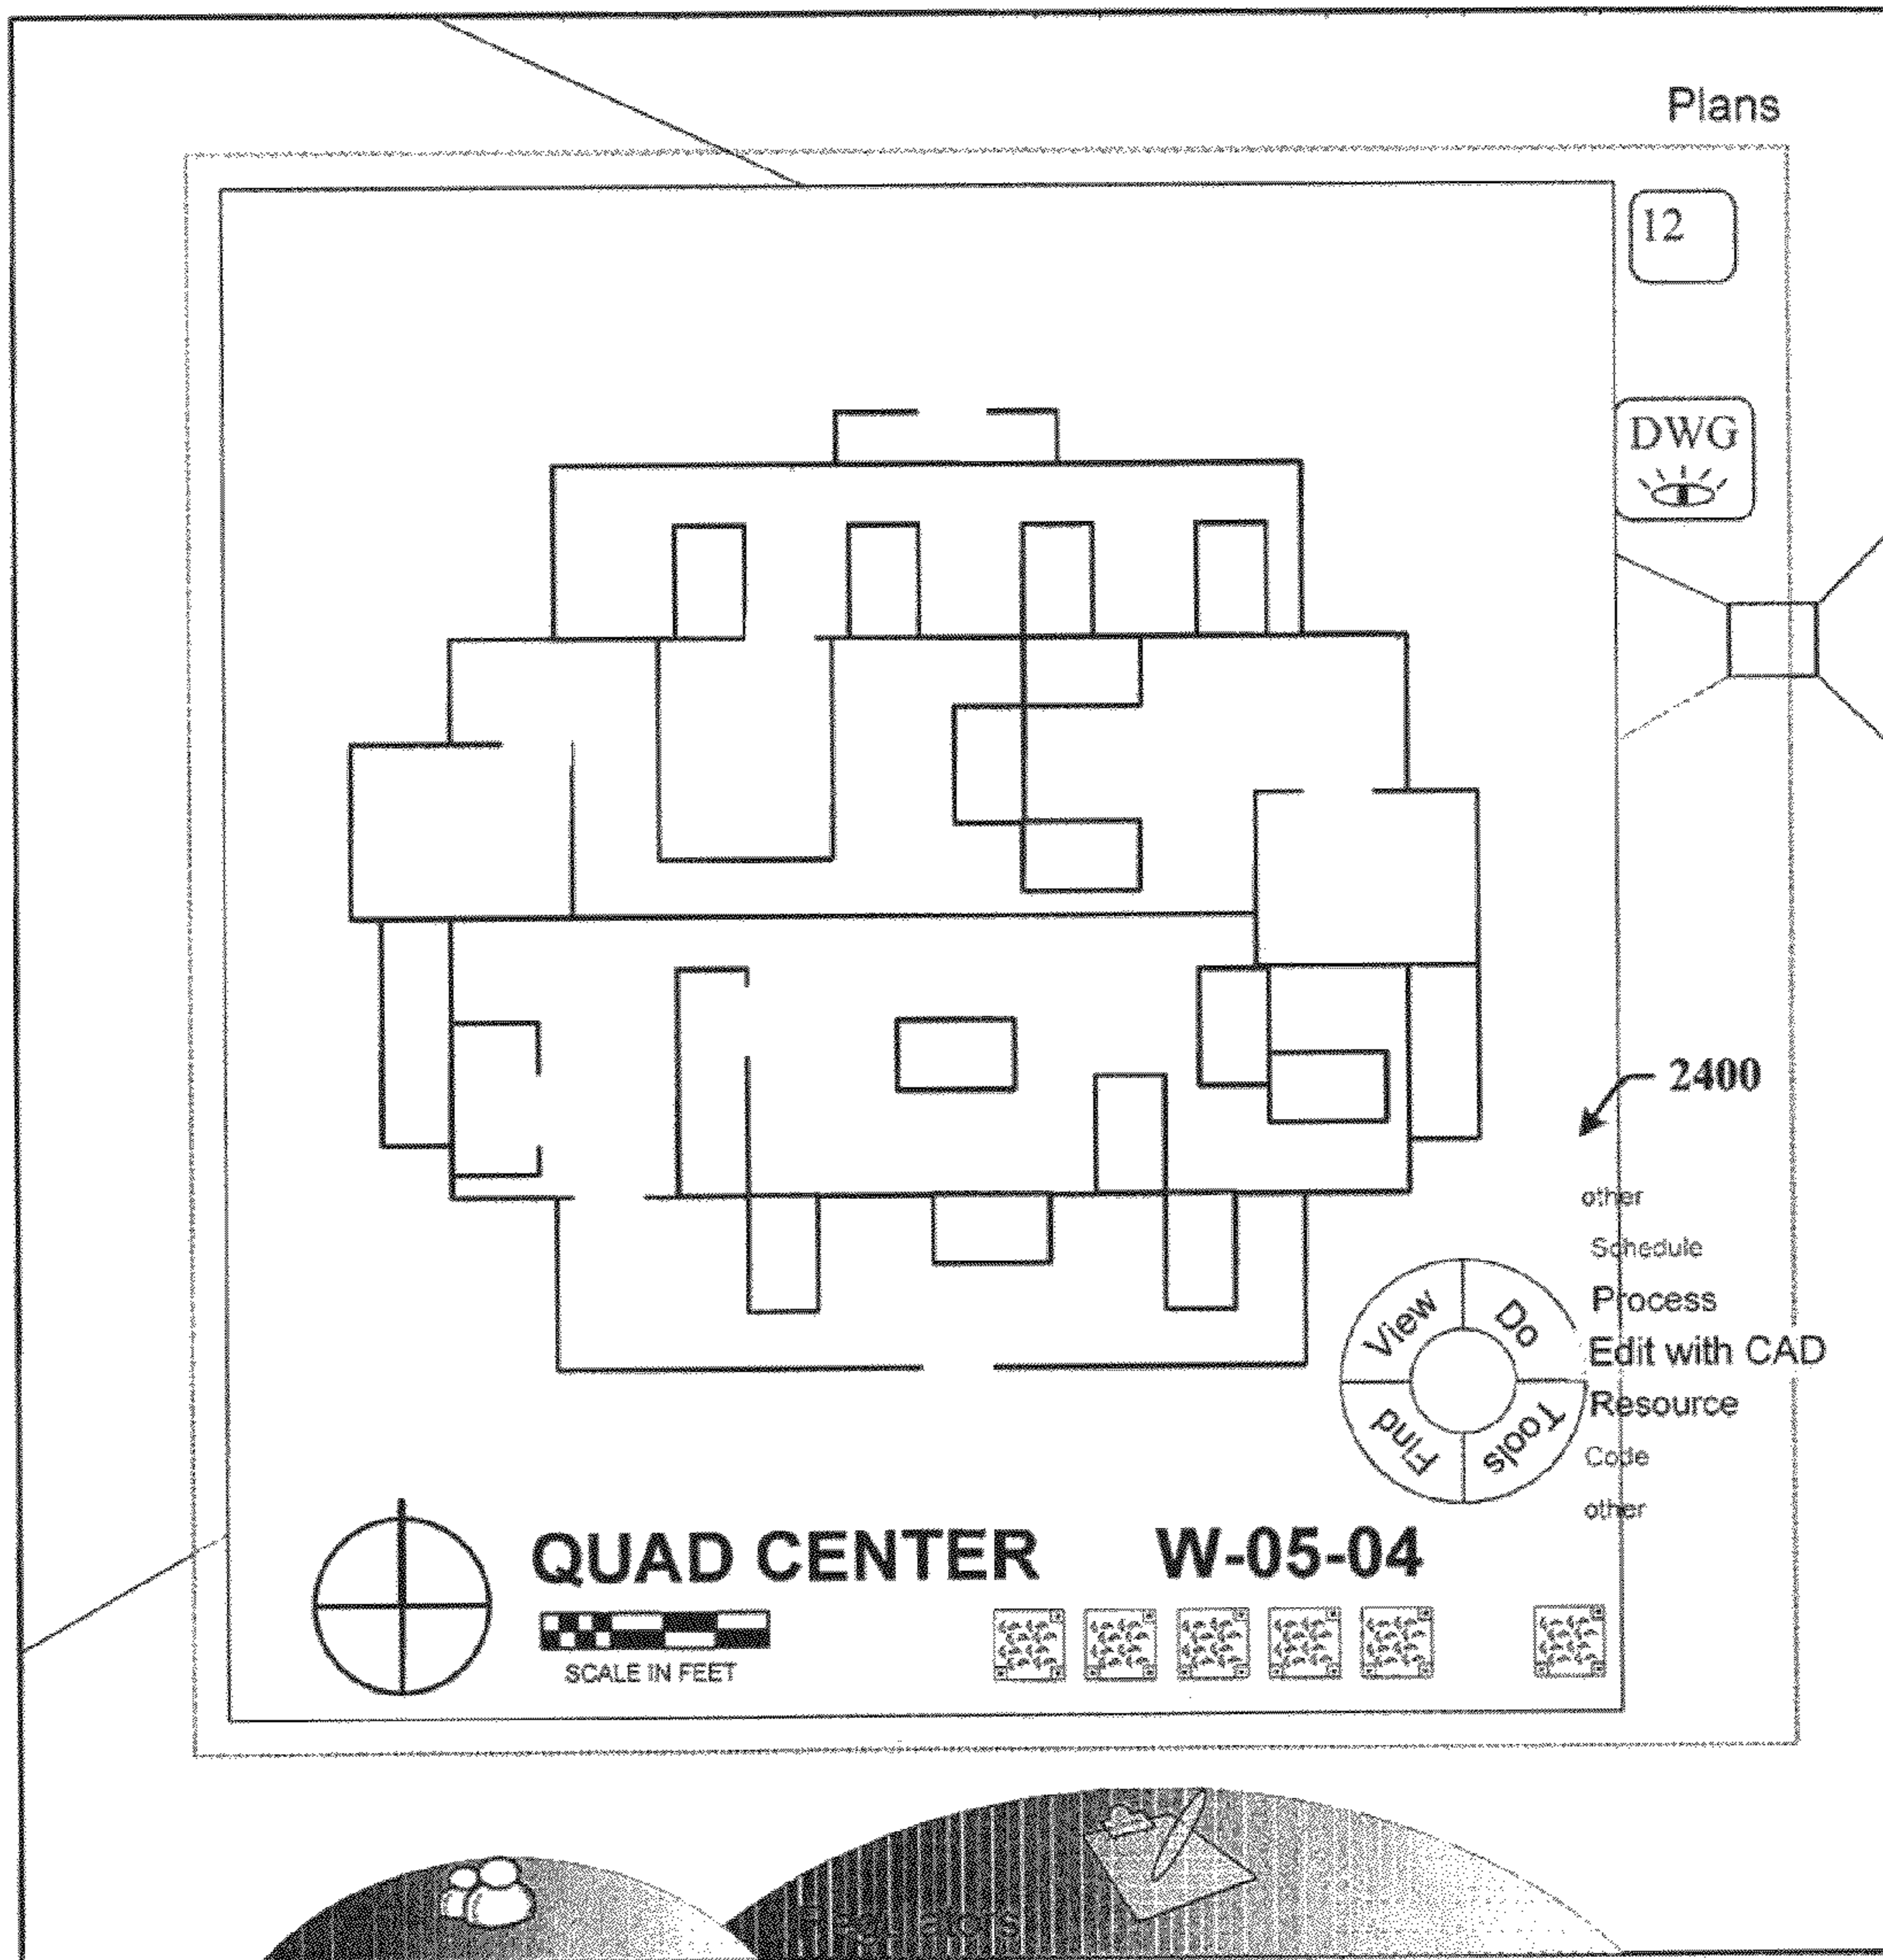 Plans
12
DWG
2400
other
Schedule
Process
Edit with CAD
Resource
Code
other
View
Do
Find
Tools
QUAD CENTER W-05-04
SCALE IN FEET